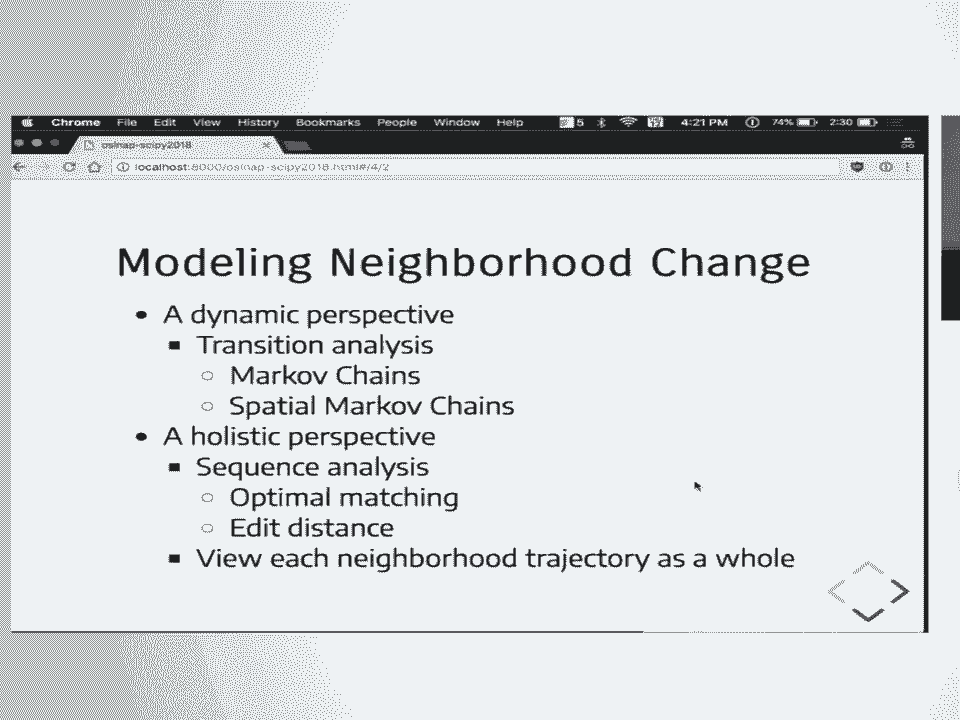 Chrome File Edit View History Bookmarks People Window Help 5 4:21 PM 74% 2:30
oslnap-scipy2018
localhost:8000/oslnap-scipy2018.html#/4/2
Modeling Neighborhood Change
A dynamic perspective
Transition analysis
Markov Chains
Spatial Markov Chains
A holistic perspective
Sequence analysis
Optimal matching
Edit distance
View each neighborhood trajectory as a whole